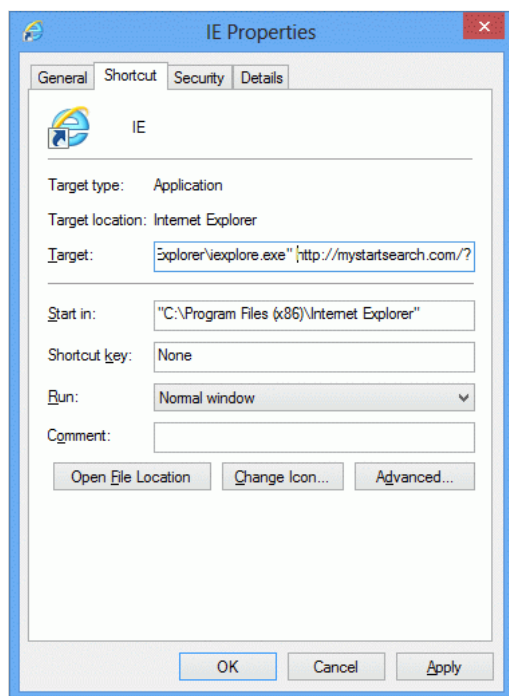 IE Properties
General Shortcut Security Details
IE
Target type: Application
Target location: Internet Explorer
Target: Explorer\iexplore.exe" http://mystartsearch.com/?
Start in: "C:\Program Files (x86)\Internet Explorer"
Shortcut key: None
Run: Normal window
Comment:
Open File Location Change Icon... Advanced...
OK Cancel Apply